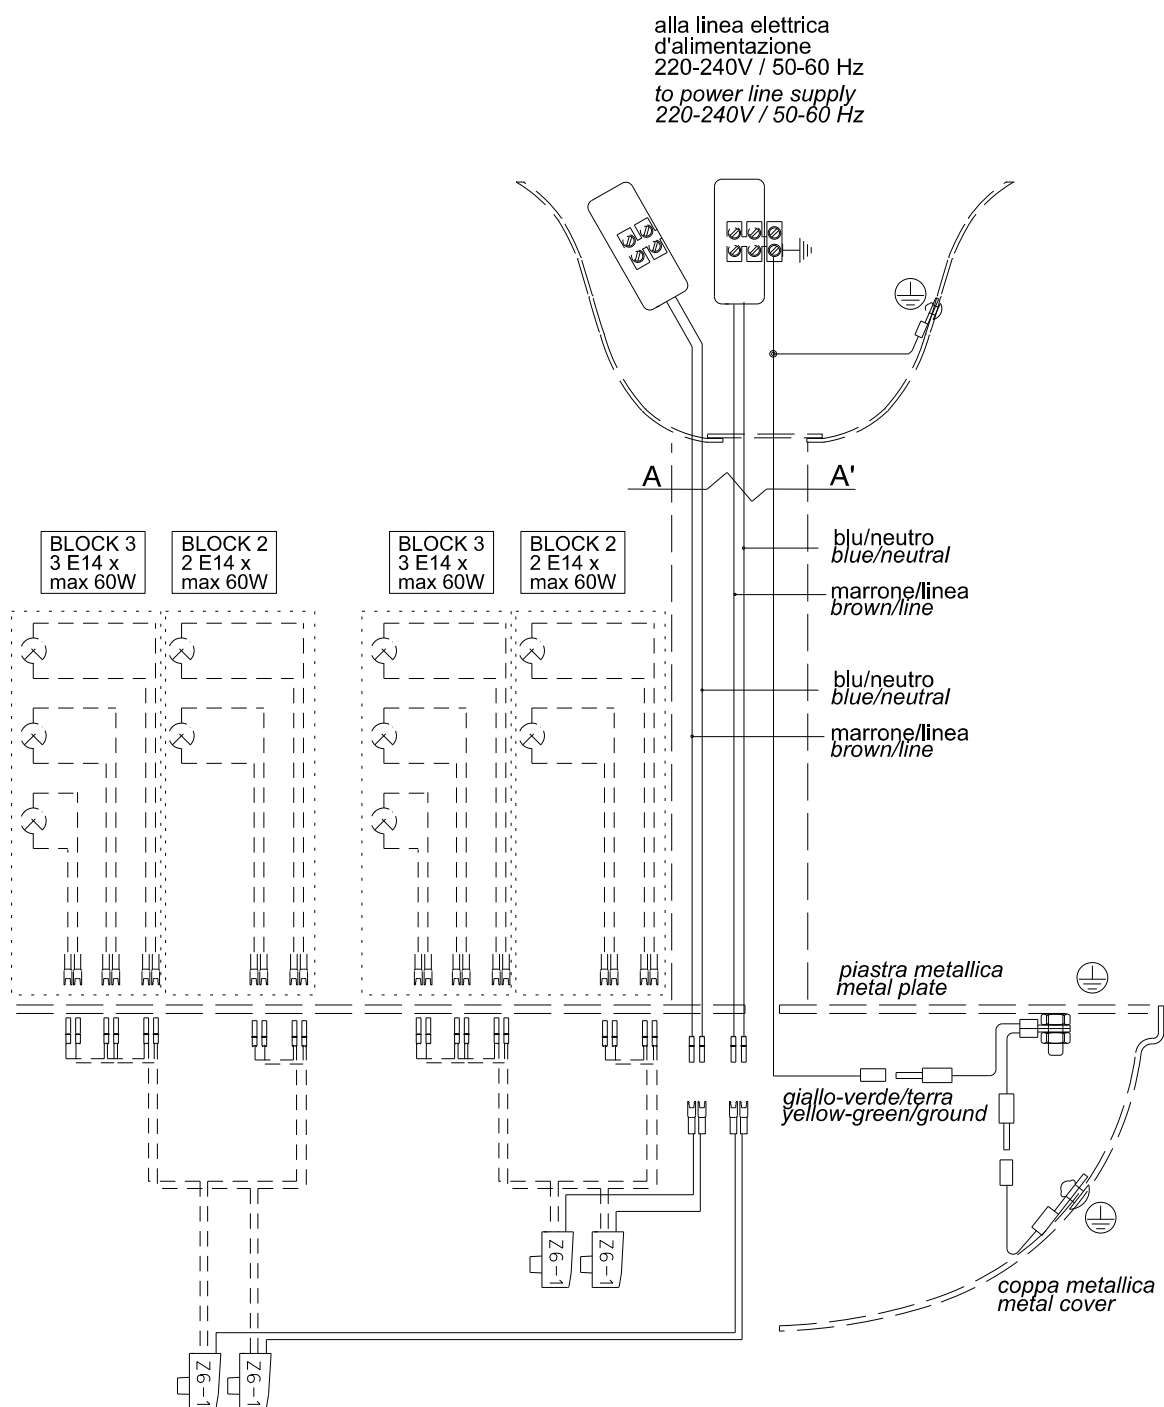 alla linea elettrica
d'alimentazione
220-240V / 50-60 Hz
to power line supply
220-240V / 50-60 Hz
A A'
BLOCK 3
3 E14 x
max 60W
BLOCK 2
2 E14 x
max 60W
BLOCK 3
3 E14 x
max 60W
BLOCK 2
2 E14 x
max 60W
blu/neutro
blue/neutral
marrone/linea
brown/line
blu/neutro
blue/neutral
marrone/linea
brown/line
piastra metallica
metal plate
giallo-verde/terra
yellow-green/ground
Z6-1
Z6-1
coppa metallica
metal cover
Z6-1
Z6-1